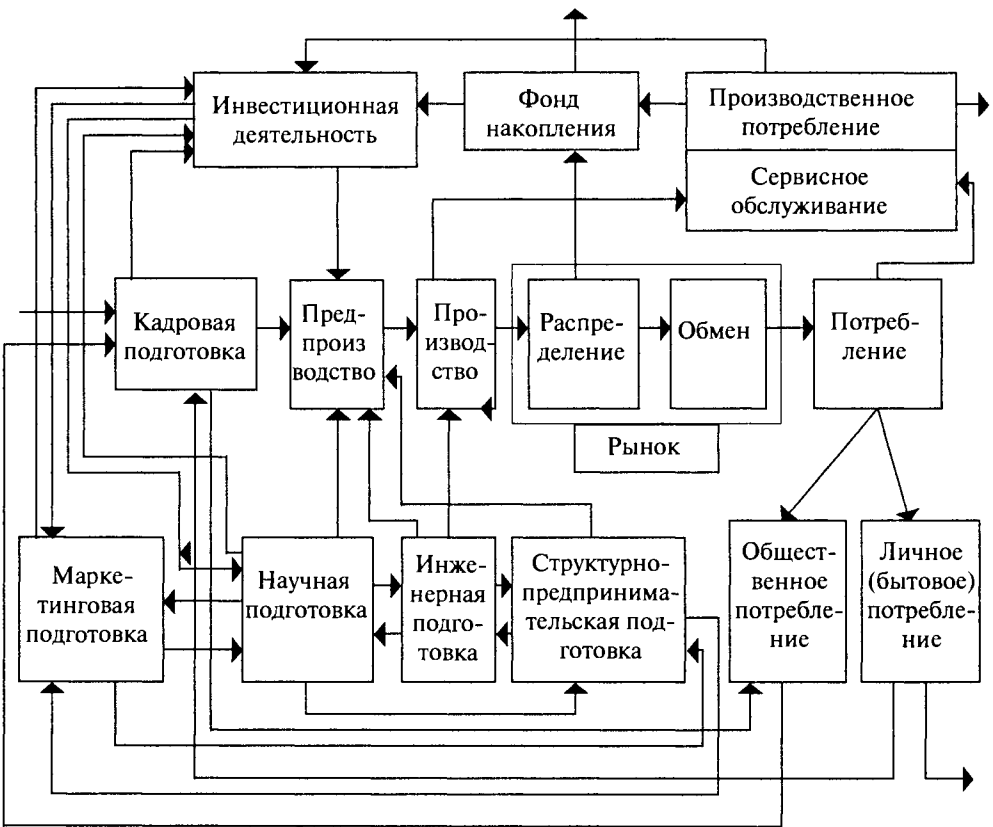 Инвестиционная
деятельность
Фонд
накопления
Производственное
потребление
Сервисное
обслуживание
Кадровая
подготовка
Пред-
произ
водство
Про-
извод-
ство
Распре-
деление
Обмен
Потреб-
ление
Рынок
Марке-
тинговая
подготовка
Научная
подготовка
Инже-
нерная
подго-
товка
Структурно-
предпринима-
тельская под-
готовка
Общест-
венное
потребле-
ние
Личное
(бытовое)
потребле-
ние